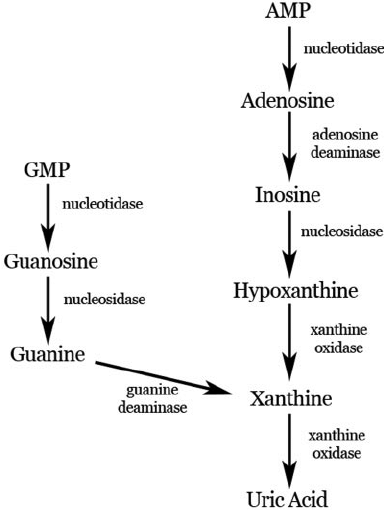 AMP
nucleotidase
Adenosine
adenosine
deaminase
Inosine
nucleosidase
Hypoxanthine
xanthine
oxidase
GMP
nucleotidase
Guanosine
nucleosidase
Guanine
guanine
deaminase
Xanthine
xanthine
oxidase
Uric Acid